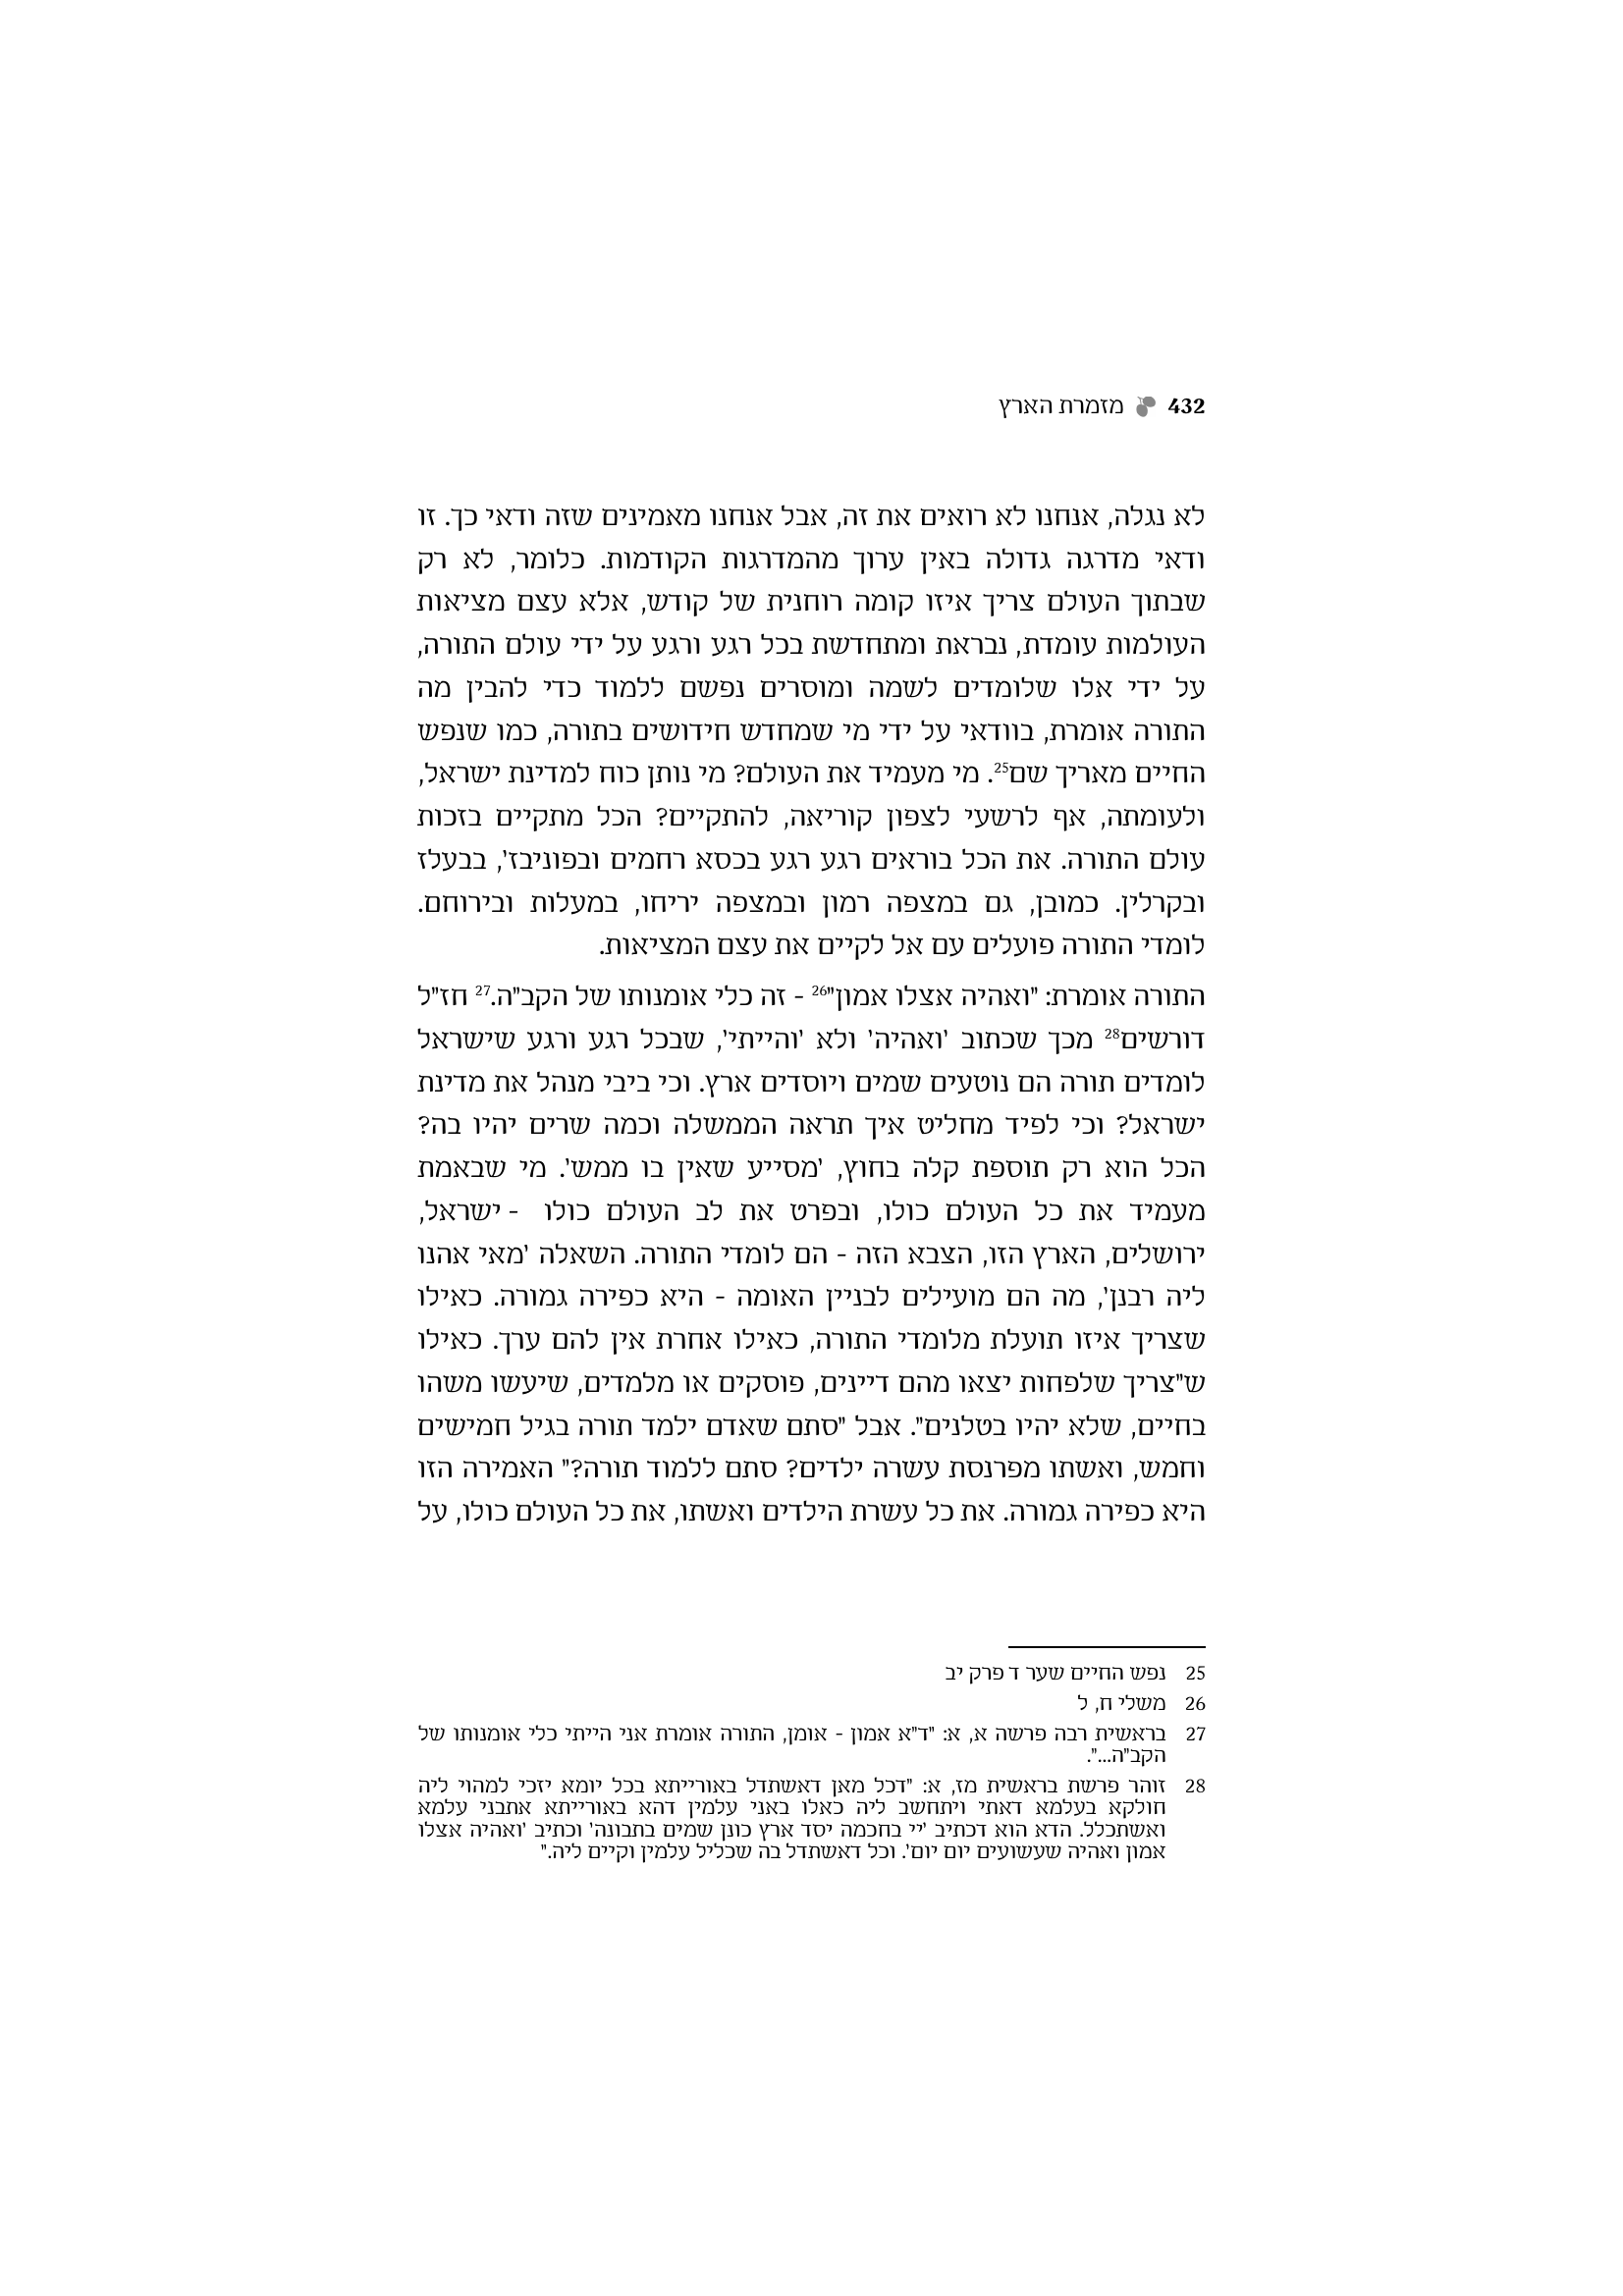 432 מזמרת הארץ
לא נגלה, אנחנו לא רואים את זה, אבל אנחנו מאמינים שזה ודאי כך. זו
ודאי מדרגה גדולה באין ערוך מהמדרגות הקודמות. כלומר, לא רק
שבתוך העולם צריך איזו קומה רוחנית של קודש, אלא עצם מציאות
העולמות עומדת, נבראת ומתחדשת בכל רגע ורגע על ידי עולם התורה,
על ידי אלו שלומדים לשמה ומוסרים נפשם ללמוד כדי להבין מה
התורה אומרת, בוודאי על ידי מי שמחדש חידושים בתורה, כמו שנפש
החיים מאריך שם25. מי מעמיד את העולם? מי נותן כוח למדינת ישראל,
ולעומתה, אף לרשעי לצפון קוריאה, להתקיים? הכל מתקיים בזכות
עולם התורה. את הכל בוראים רגע רגע בכסא רחמים ובפוניבז', בבעלז
ובקרלין. כמובן, גם במצפה רמון ובמצפה יריחו, במעלות ובירוחם.
לומדי התורה פועלים עם אל לקיים את עצם המציאות.
התורה אומרת: "ואהיה אצלו אמון"26 - זה כלי אומנותו של הקב"ה.27 חז"ל
דורשים28 מכך שכתוב 'ואהיה' ולא 'והייתי', שבכל רגע ורגע שישראל
לומדים תורה הם נוטעים שמים ויוסדים ארץ. וכי ביבי מנהל את מדינת
ישראל? וכי לפיד מחליט איך תראה הממשלה וכמה שרים יהיו בה?
הכל הוא רק תוספת קלה בחוץ, 'מסייע שאין בו ממש'. מי שבאמת
מעמיד את כל העולם כולו, ובפרט את לב העולם כולו - ישראל,
ירושלים, הארץ הזו, הצבא הזה - הם לומדי התורה. השאלה 'מאי אהנו
ליה רבנן', מה הם מועילים לבניין האומה - היא כפירה גמורה. כאילו
שצריך איזו תועלת מלומדי התורה, כאילו אחרת אין להם ערך. כאילו
ש"צריך שלפחות יצאו מהם דיינים, פוסקים או מלמדים, שיעשו משהו
בחיים, שלא יהיו בטלנים". אבל "סתם שאדם ילמד תורה בגיל חמישים
וחמש, ואשתו מפרנסת עשרה ילדים? סתם ללמוד תורה?" האמירה הזו
היא כפירה גמורה. את כל עשרת הילדים ואשתו, את כל העולם כולו, על
25 נפש החיים שער ד פרק יב
26 משלי ח, ל
27 בראשית רבה פרשה א, א: "ד"א אמון - אומן, התורה אומרת אני הייתי כלי אומנותו של
הקב"ה...".
28 זוהר פרשת בראשית מז, א: "דכל מאן דאשתדל באורייתא בכל יומא יזכי למהוי ליה
חולקא בעלמא דאתי ויתחשב ליה כאלו באני עלמין דהא באורייתא אתבני עלמא
ואשתכלל. הדא הוא דכתיב 'יי בחכמה יסד ארץ כונן שמים בתבונה' וכתיב 'ואהיה אצלו
אמון ואהיה שעשועים יום יום'. וכל דאשתדל בה שכליל עלמין וקיים ליה."